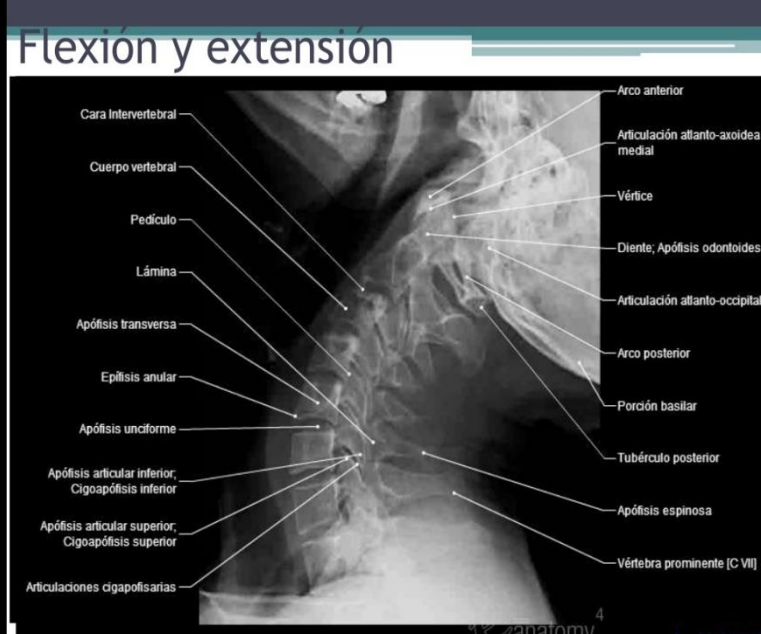 Flexión y extensión
Cara Intervertebral
Cuerpo vertebral
Pedículo
Lámina
Apófisis transversa
Epífisis anular
Apófisis unciforme
Apófisis articular inferior;
Cigoapófisis inferior
Apófisis articular superior;
Cigoapófisis superior
Articulaciones cigapofisarias
Arco anterior
Articulación atlanto-axoidea
medial
Vértice
Diente; Apófisis odontoides
Articulación atlanto-occipital
Arco posterior
Porción basilar
Tubérculo posterior
Apófisis espinosa
Vértebra prominente [C VII]
4
anatomy